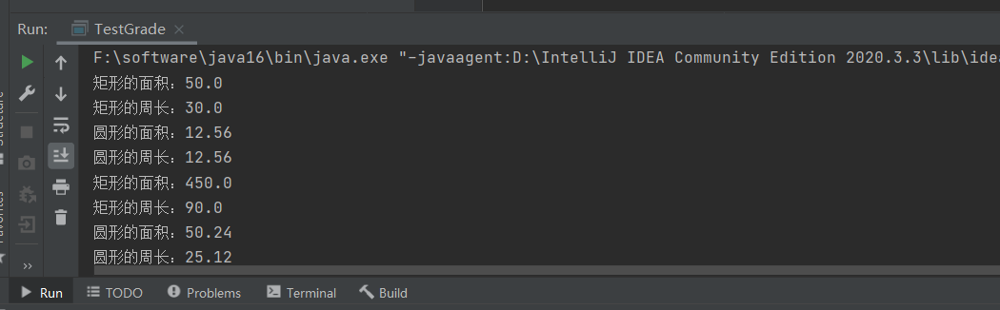 Run: TestGrade
F:\software\java16\bin\java.exe "-javaagent:D:\IntelliJ IDEA Community Edition 2020.3.3\lib\idea
矩形的面积：50.0
矩形的周长：30.0
圆形的面积：12.56
圆形的周长：12.56
矩形的面积：450.0
矩形的周长：90.0
圆形的面积：50.24
圆形的周长：25.12
Run TODO Problems Terminal Build